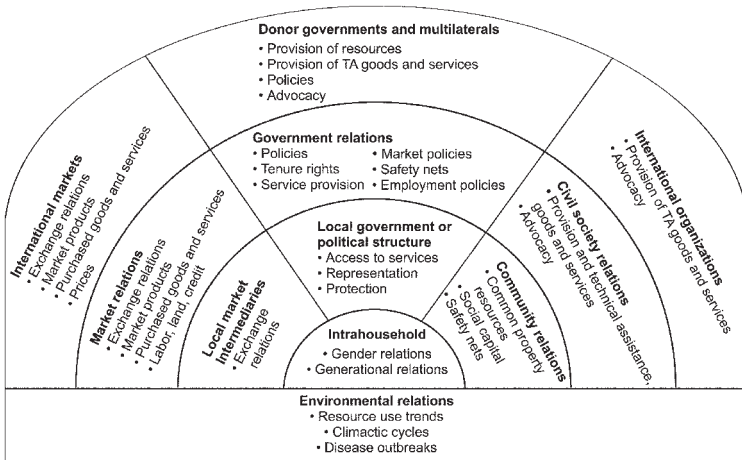 Donor governments and multilaterals
• Provision of resources
• Provision of TA goods and services
• Policies
• Advocacy
International markets
• Exchange relations
• Market products
• Purchased goods and services
• Prices
Government relations
• Policies
• Tenure rights
• Service provision
• Market policies
• Safety nets
• Employment policies
International organizations
• Provision of TA goods and services
• Advocacy
Market relations
• Exchange relations
• Market products
• Purchased goods and services
• Labor, land, credit
Local government or
political structure
• Access to services
• Representation
• Protection
Civil society relations
• Provision and technical assistance,
goods and services
• Advocacy
Local market
Intermediaries
• Exchange
relations
Community relations
• Common property
resources
• Social capital
• Safety nets
Intrahousehold
• Gender relations
• Generational relations
Environmental relations
• Resource use trends
• Climactic cycles
• Disease outbreaks